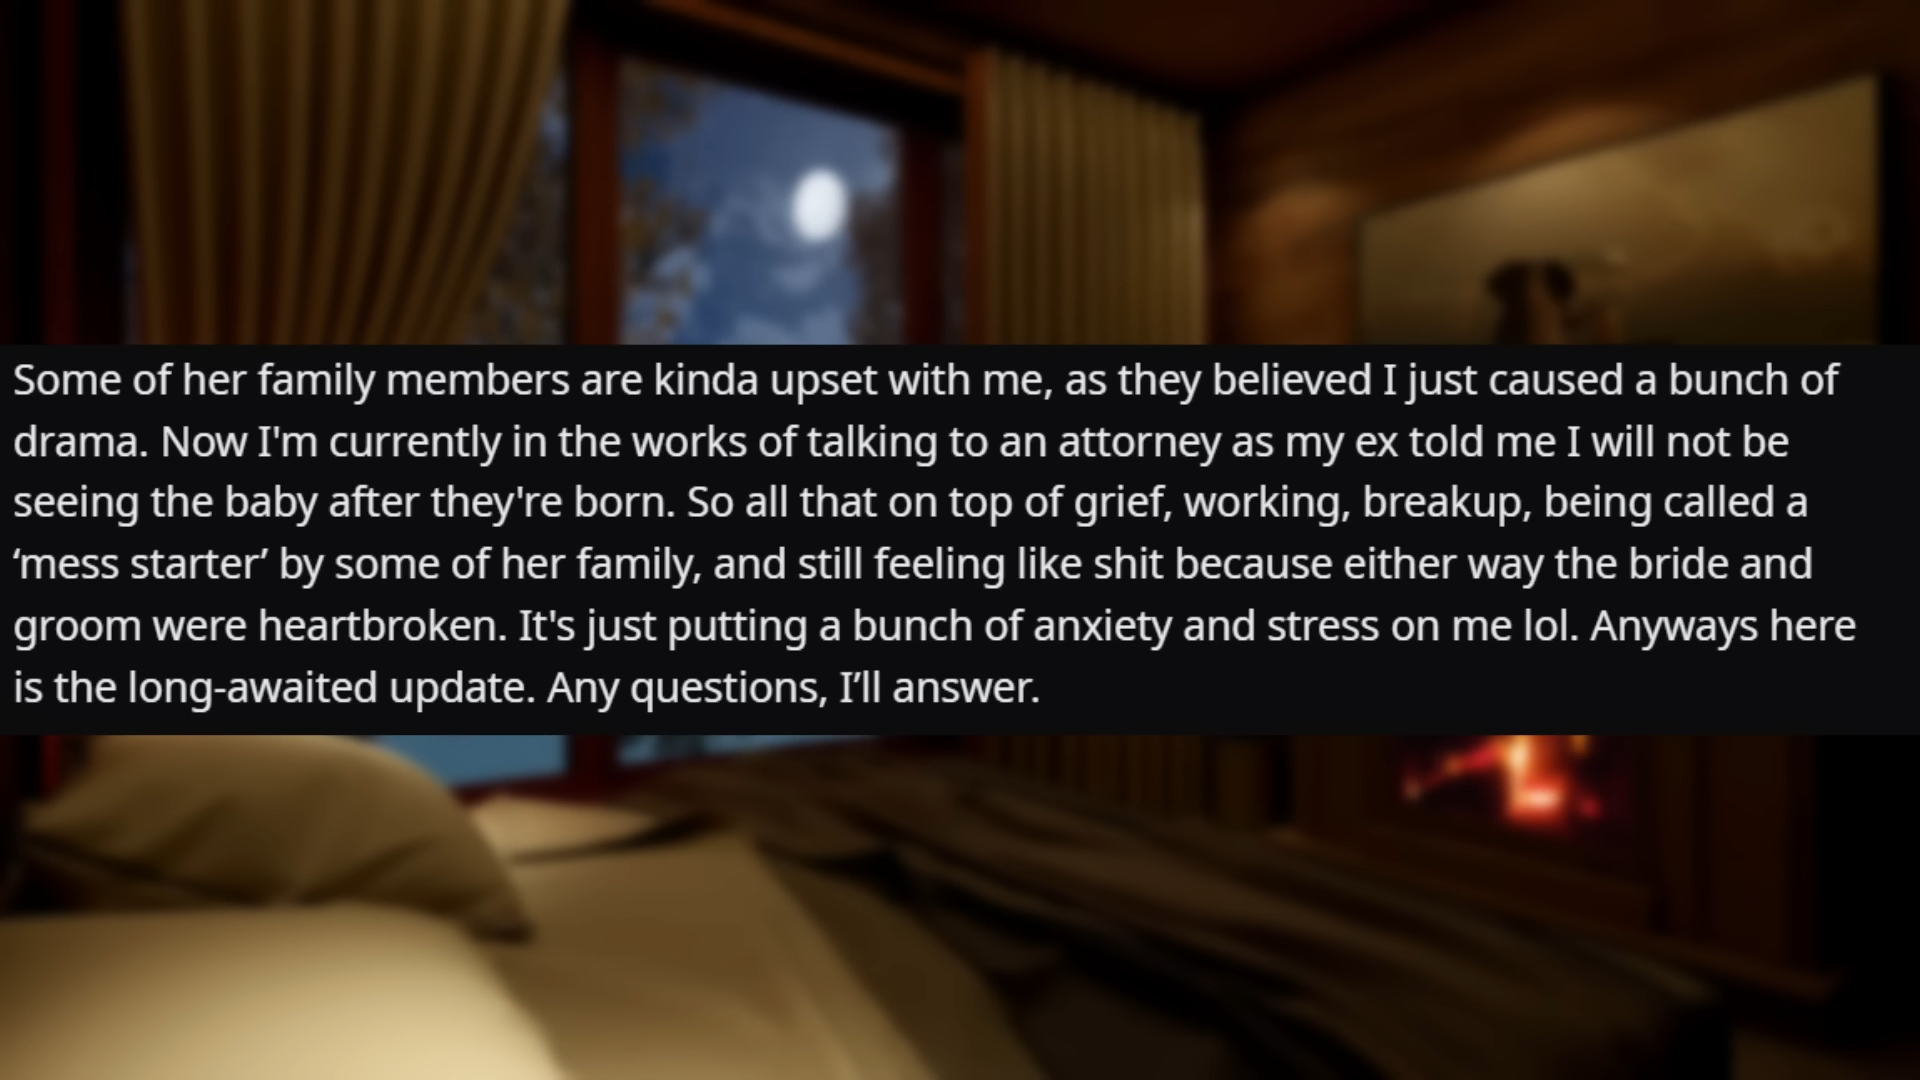 Some of her family members are kinda upset with me, as they believed I just caused a bunch of
drama. Now I'm currently in the works of talking to an attorney as my ex told me I will not be
seeing the baby after they're born. So all that on top of grief, working, breakup, being called a
‘mess starter’ by some of her family, and still feeling like shit because either way the bride and
groom were heartbroken. It's just putting a bunch of anxiety and stress on me lol. Anyways here
is the long-awaited update. Any questions, I’ll answer.